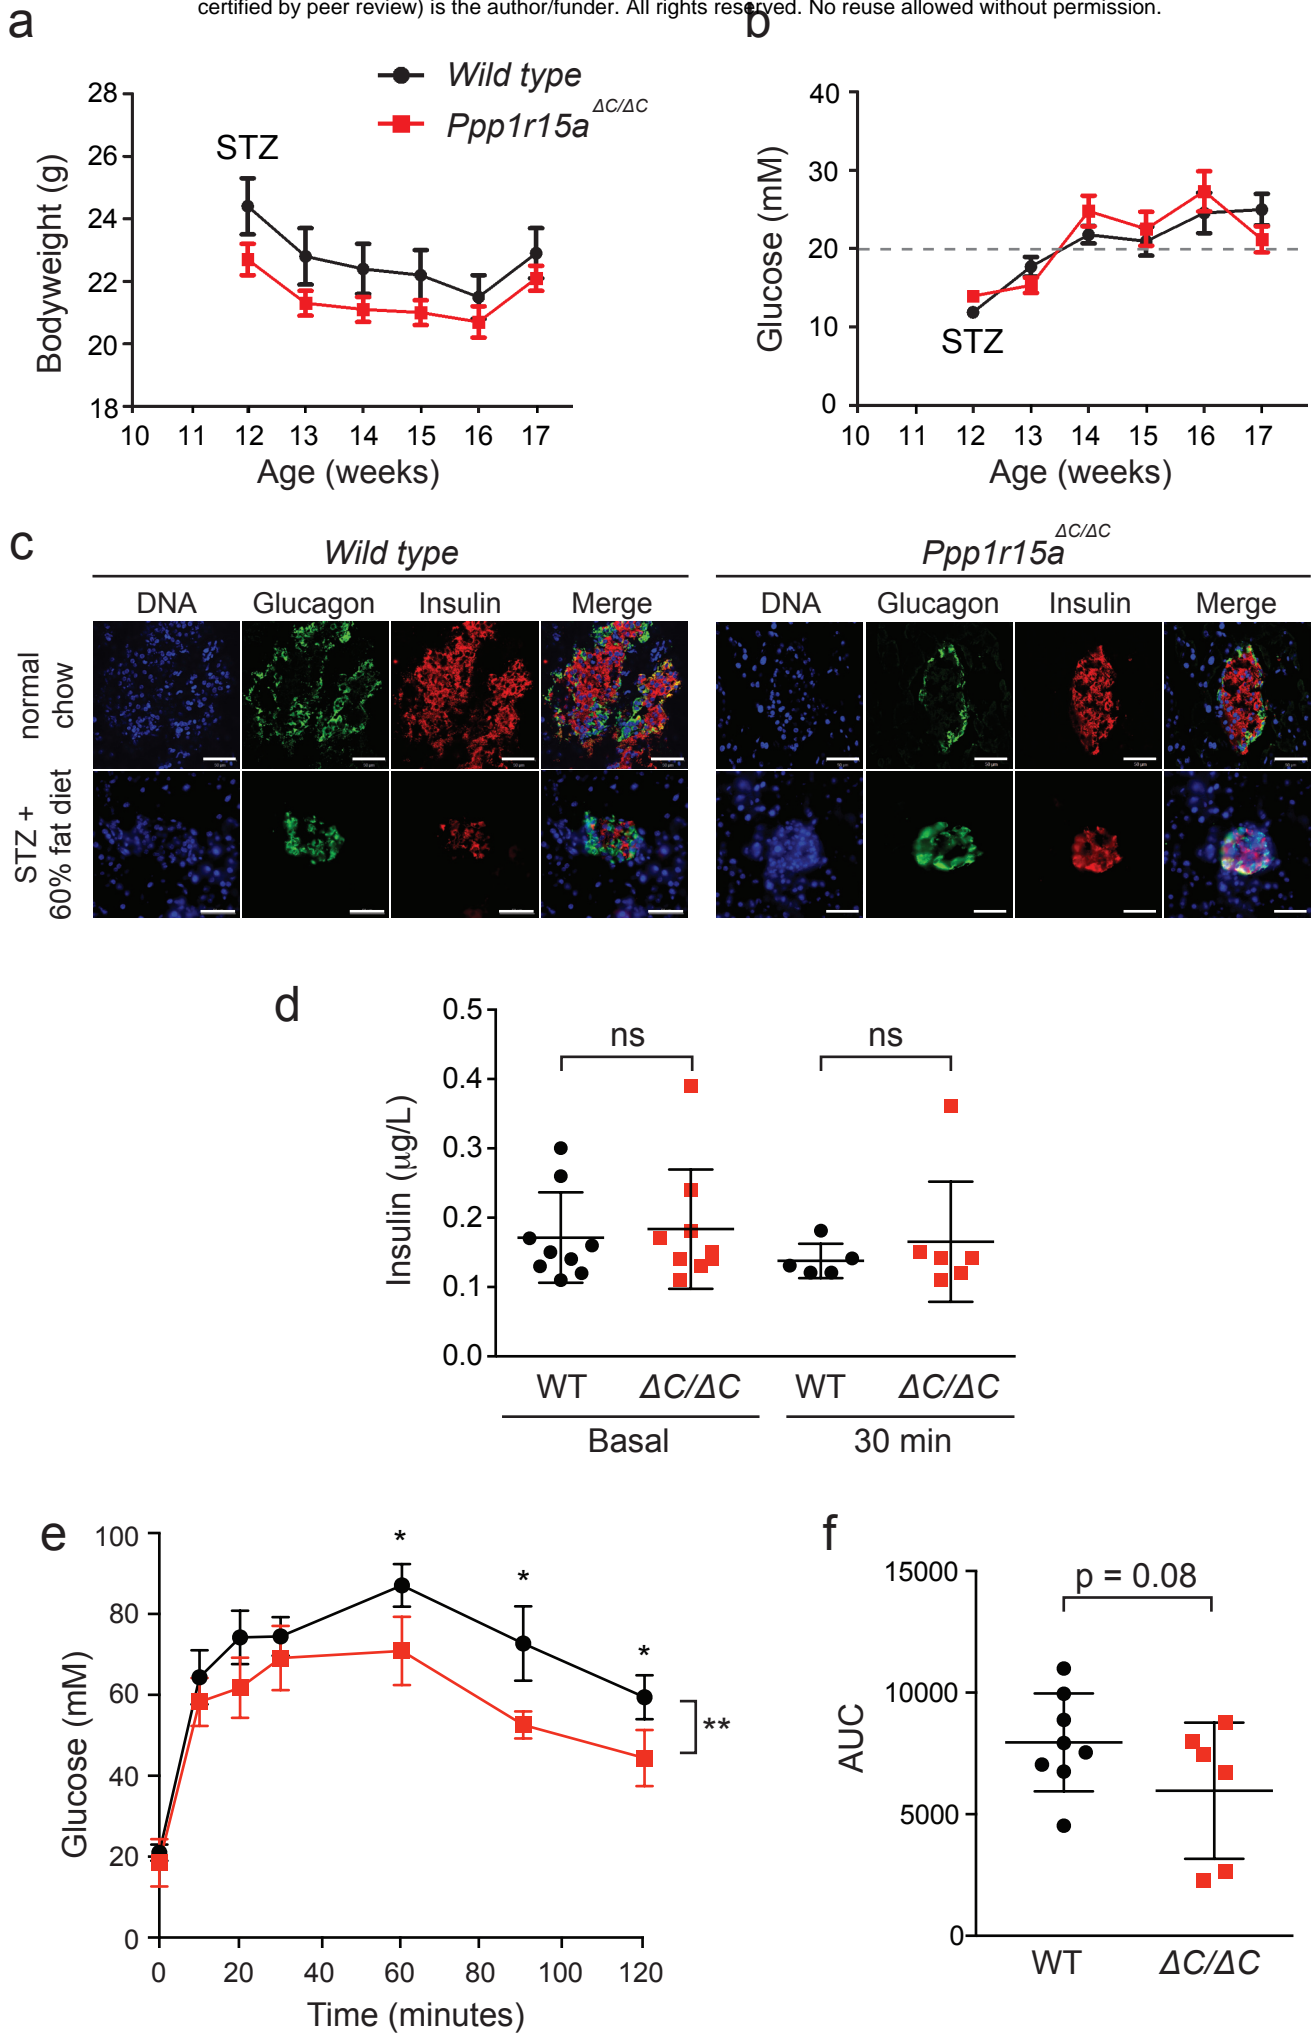 certified by peer review) is the author/funder. All rights reserved. No reuse allowed without permission.
a
Wild type
Ppp1r15a ΔC/ΔC
28
26
24
22
20
18
STZ
Bodyweight (g)
10 11 12 13 14 15 16 17
Age (weeks)
b
40
30
20
10
0
Glucose (mM)
STZ
10 11 12 13 14 15 16 17
Age (weeks)
c
Wild type
Ppp1r15a ΔC/ΔC
DNA Glucagon Insulin Merge
DNA Glucagon Insulin Merge
normal
chow
STZ +
60% fat diet
d
0.5
0.4
0.3
0.2
0.1
0.0
Insulin (μg/L)
ns
ns
WT ΔC/ΔC WT ΔC/ΔC
Basal 30 min
e
100
80
60
40
20
0
Glucose (mM)
*
*
*
**
0 20 40 60 80 100 120
Time (minutes)
f
15000
10000
5000
0
AUC
p = 0.08
WT ΔC/ΔC